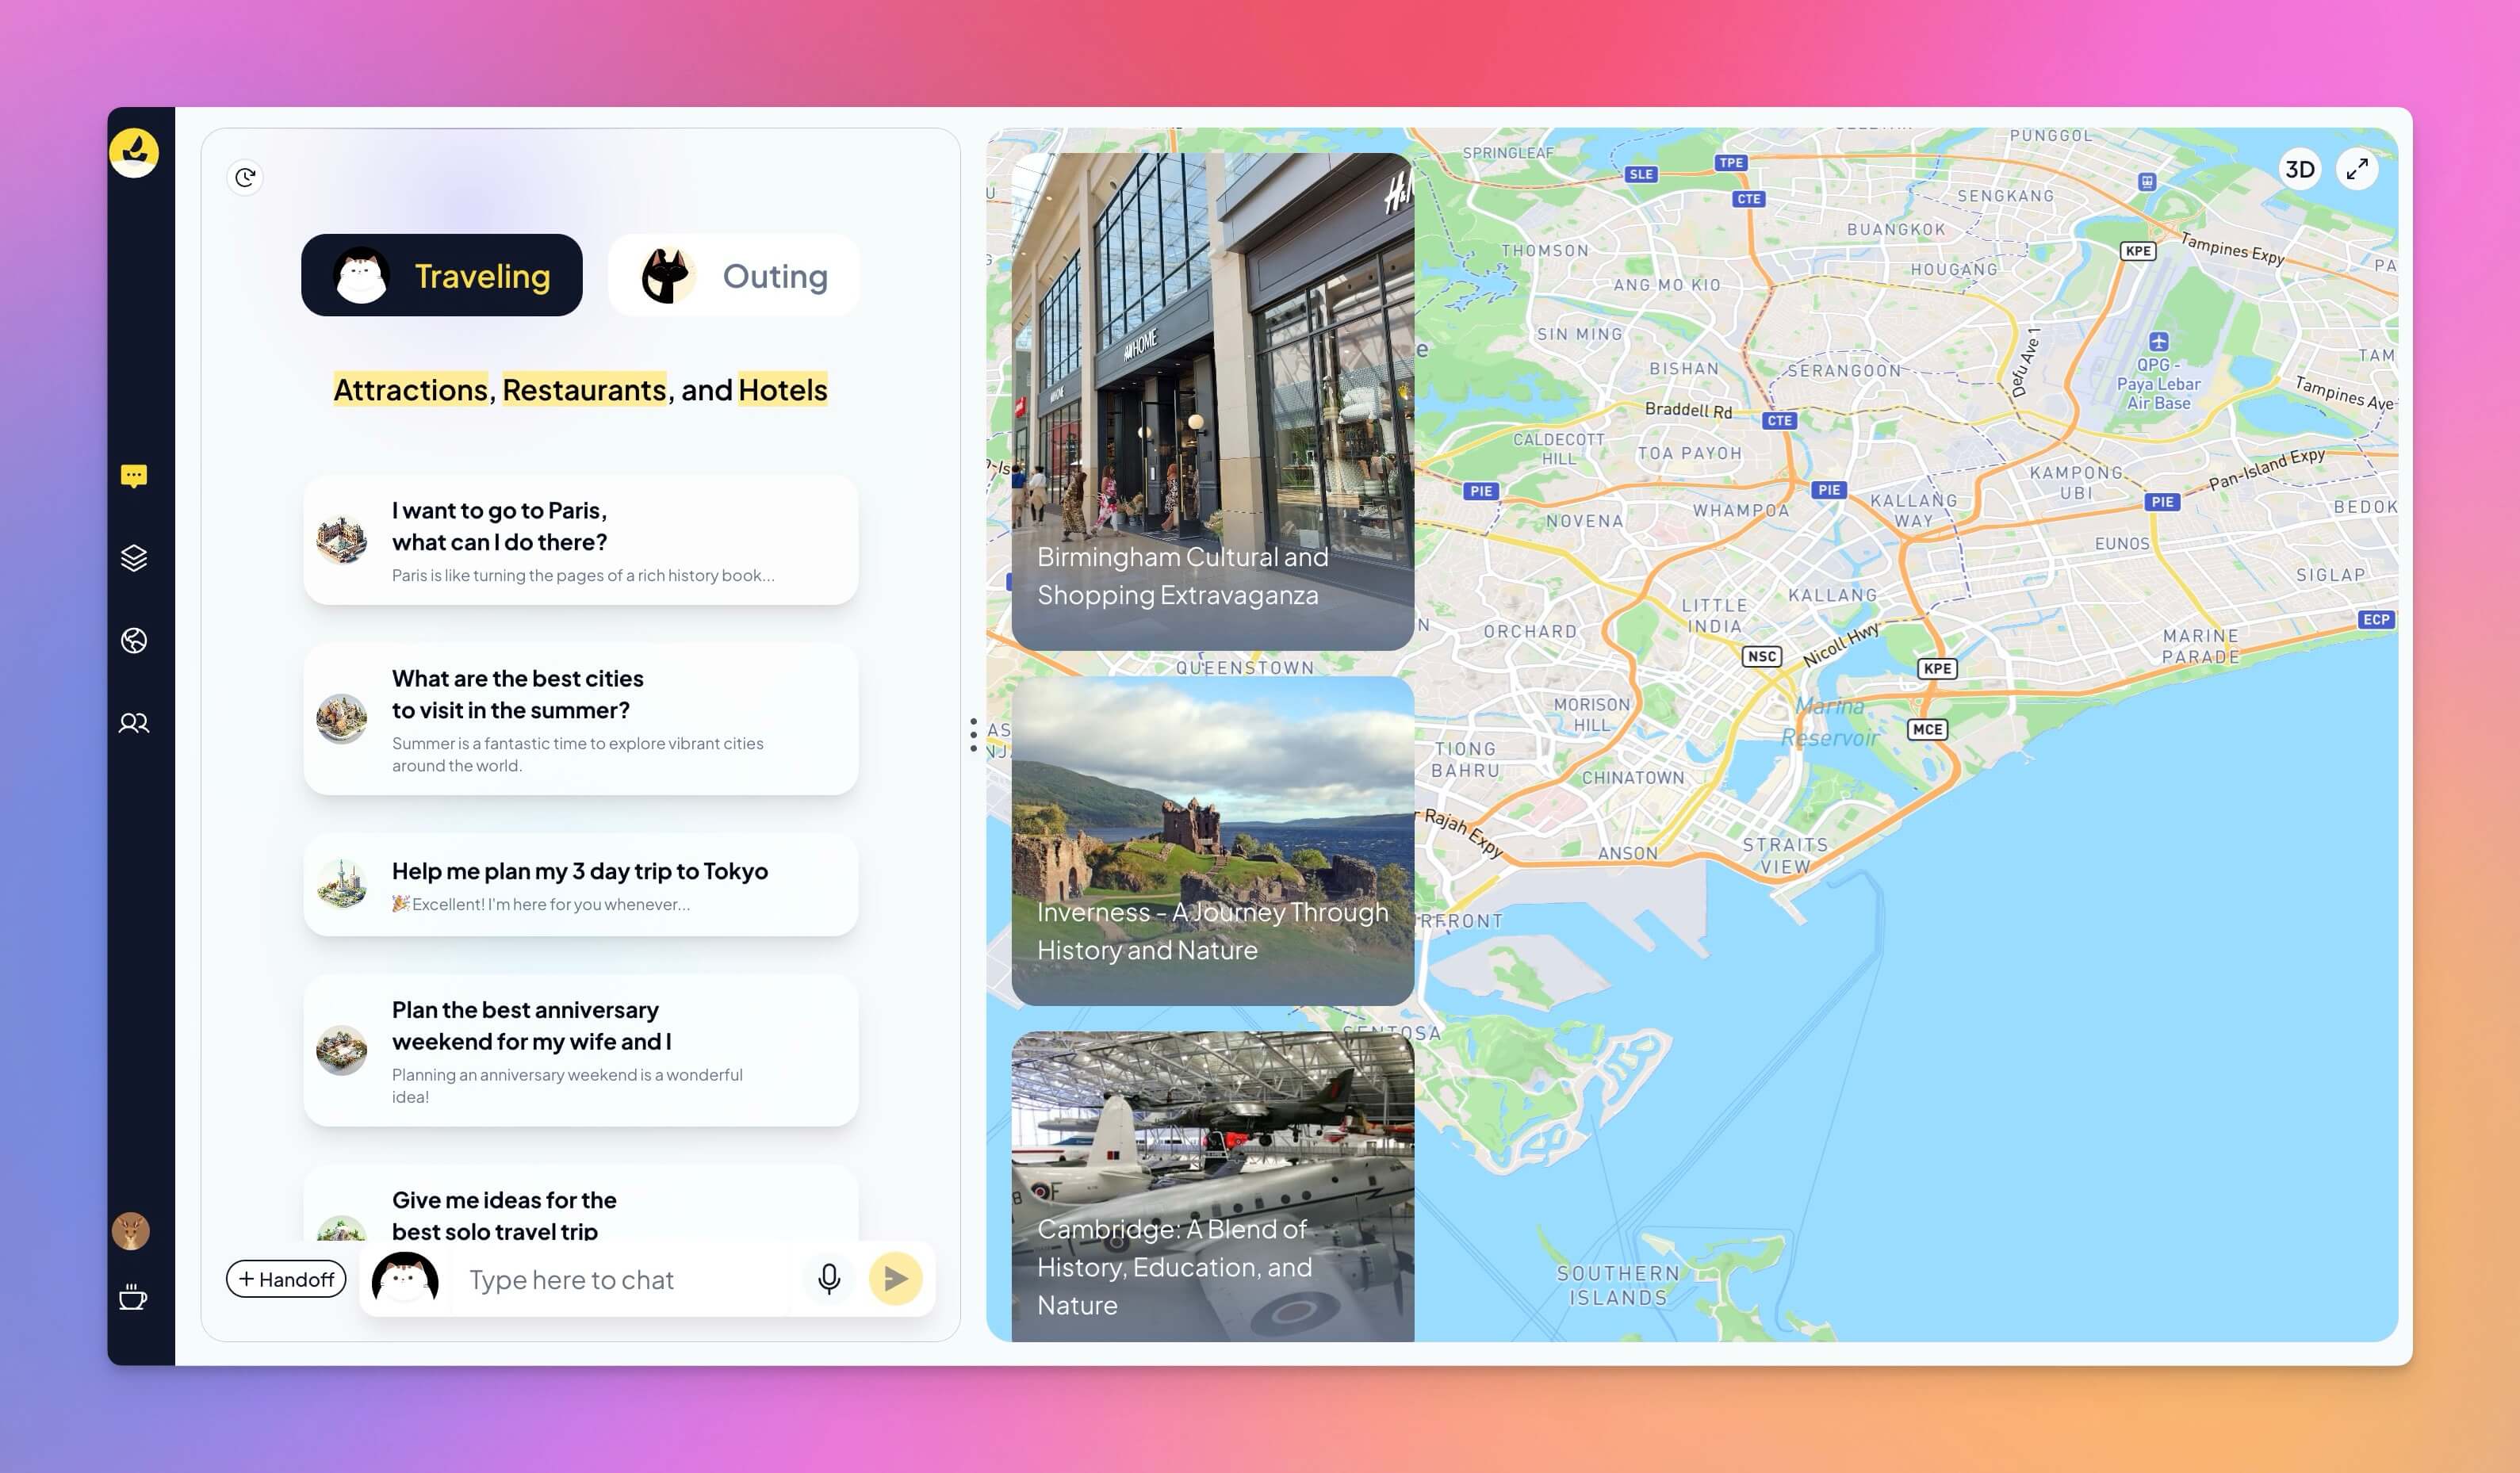 Traveling
Outing
Attractions, Restaurants, and Hotels
I want to go to Paris,
what can I do there?
Paris is like turning the pages of a rich history book...
What are the best cities
to visit in the summer?
Summer is a fantastic time to explore vibrant cities
around the world.
Help me plan my 3 day trip to Tokyo
🎉Excellent! I'm here for you whenever...
Plan the best anniversary
weekend for my wife and I
Planning an anniversary weekend is a wonderful
idea!
Give me ideas for the
best solo travel trip
+ Handoff
Type here to chat
H&M HOME
Birmingham Cultural and
Shopping Extravaganza
QUEENSTOWN
Inverness - A Journey Through
History and Nature
SENTOSA
Cambridge: A Blend of
History, Education, and
Nature
3D
PUNGGOL
SPRINGLEAF
TPE
SLE
CTE
SENGKANG
BUANGKOK
THOMSON
KPE
Tampines Expy
HOUGANG
ANG MO KIO
SIN MING
Defu Ave 1
QPG -
Paya Lebar
Air Base
BISHAN
SERANGOON
Tampines Ave
Braddell Rd
CTE
CALDECOTT
HILL
TOA PAYOH
KAMPONG
UBI
Pan-Island Expy
PIE
PIE
PIE
KALLANG
WAY
WHAMPOA
NOVENA
BEDOK
EUNOS
SIGLAP
KALLANG
LITTLE
INDIA
ORCHARD
Nicoll Hwy
ECP
MARINE
PARADE
NSC
KPE
MORISON
HILL
Marina
Reservoir
MCE
TIONG
BAHRU
CHINATOWN
r Rajah Expy
ANSON
STRAITS
VIEW
RFRONT
SOUTHERN
ISLANDS